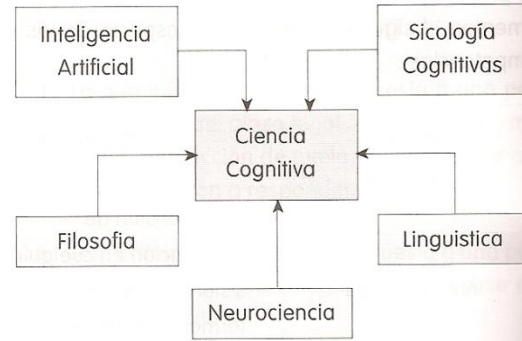 Inteligencia
Artificial
Sicología
Cognitivas
Ciencia
Cognitiva
Filosofia
Linguistica
Neurociencia